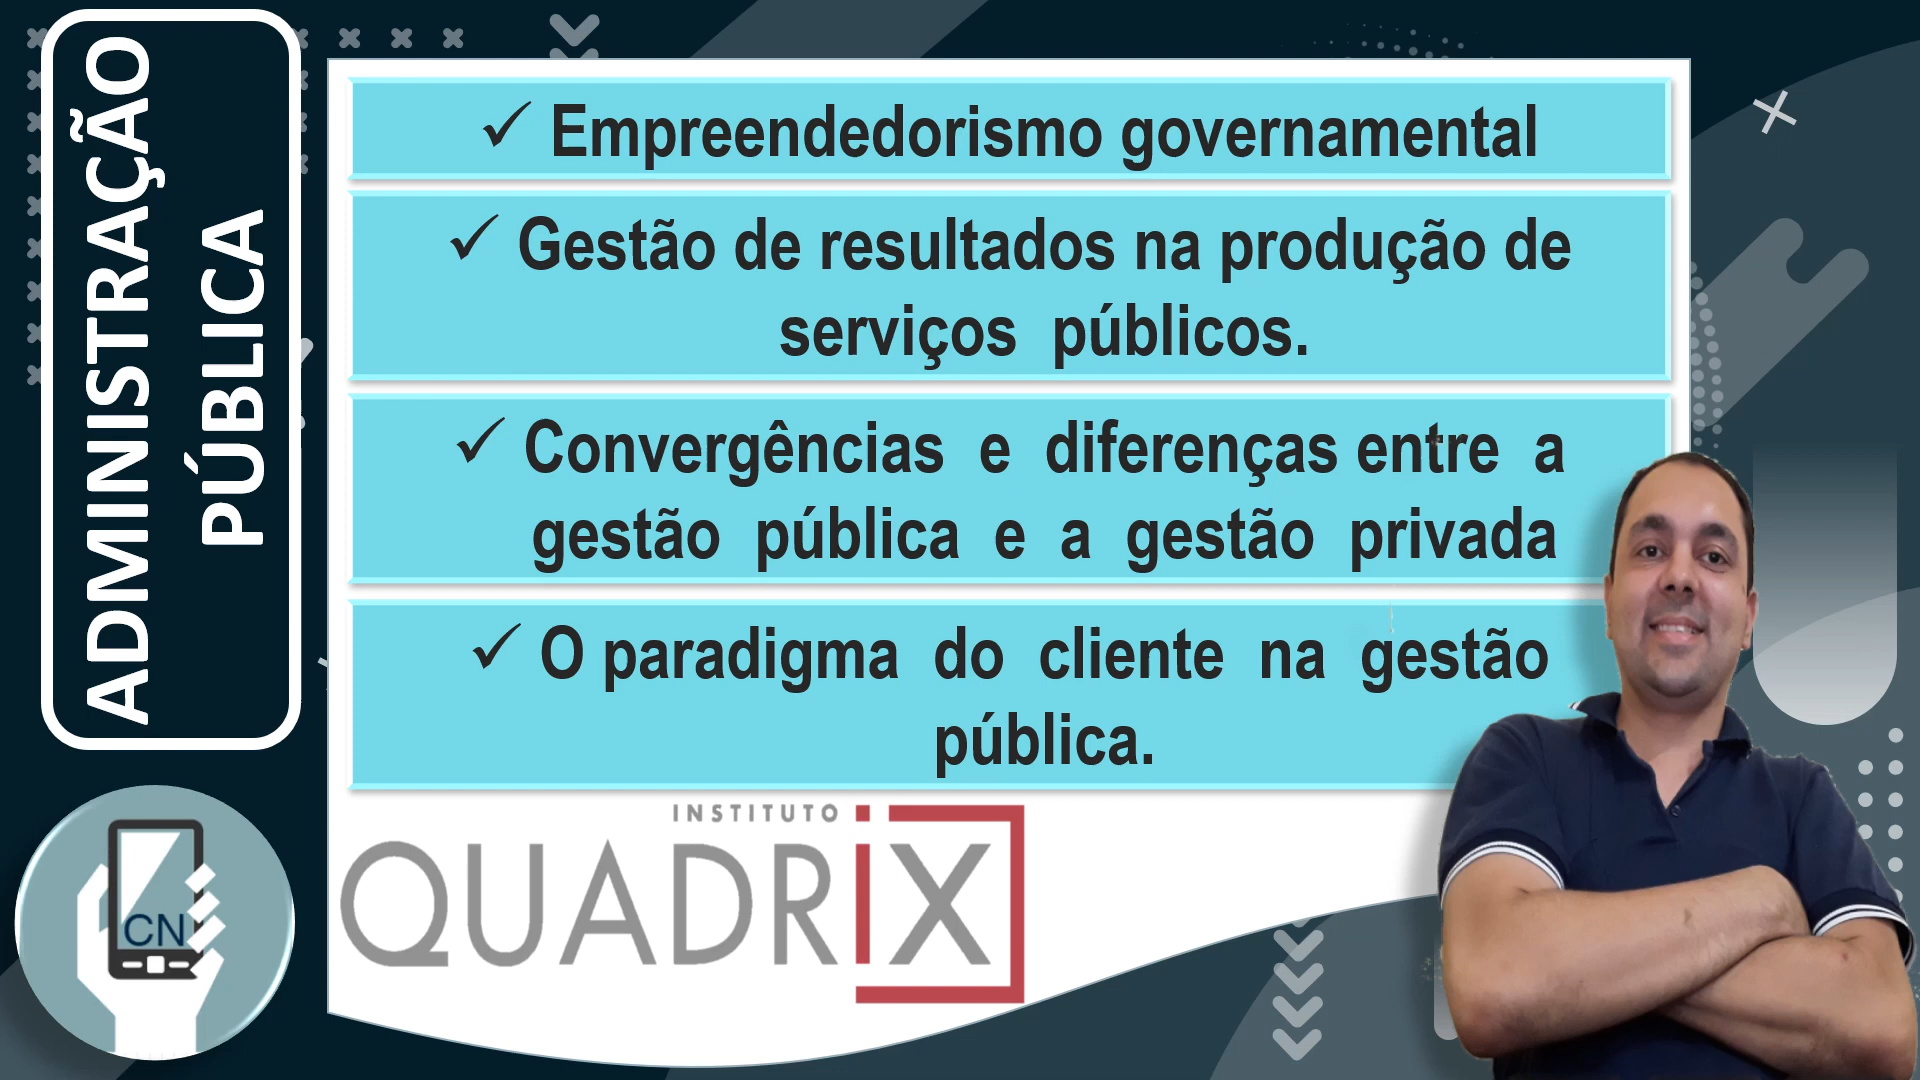 ADMINISTRAÇÃO
PÚBLICA
✓ Empreendedorismo governamental
✓ Gestão de resultados na produção de
serviços públicos.
✓ Convergências e diferenças entre a
gestão pública e a gestão privada
✓ O paradigma do cliente na gestão
pública.
INSTITUTO
QUADRIX
CN